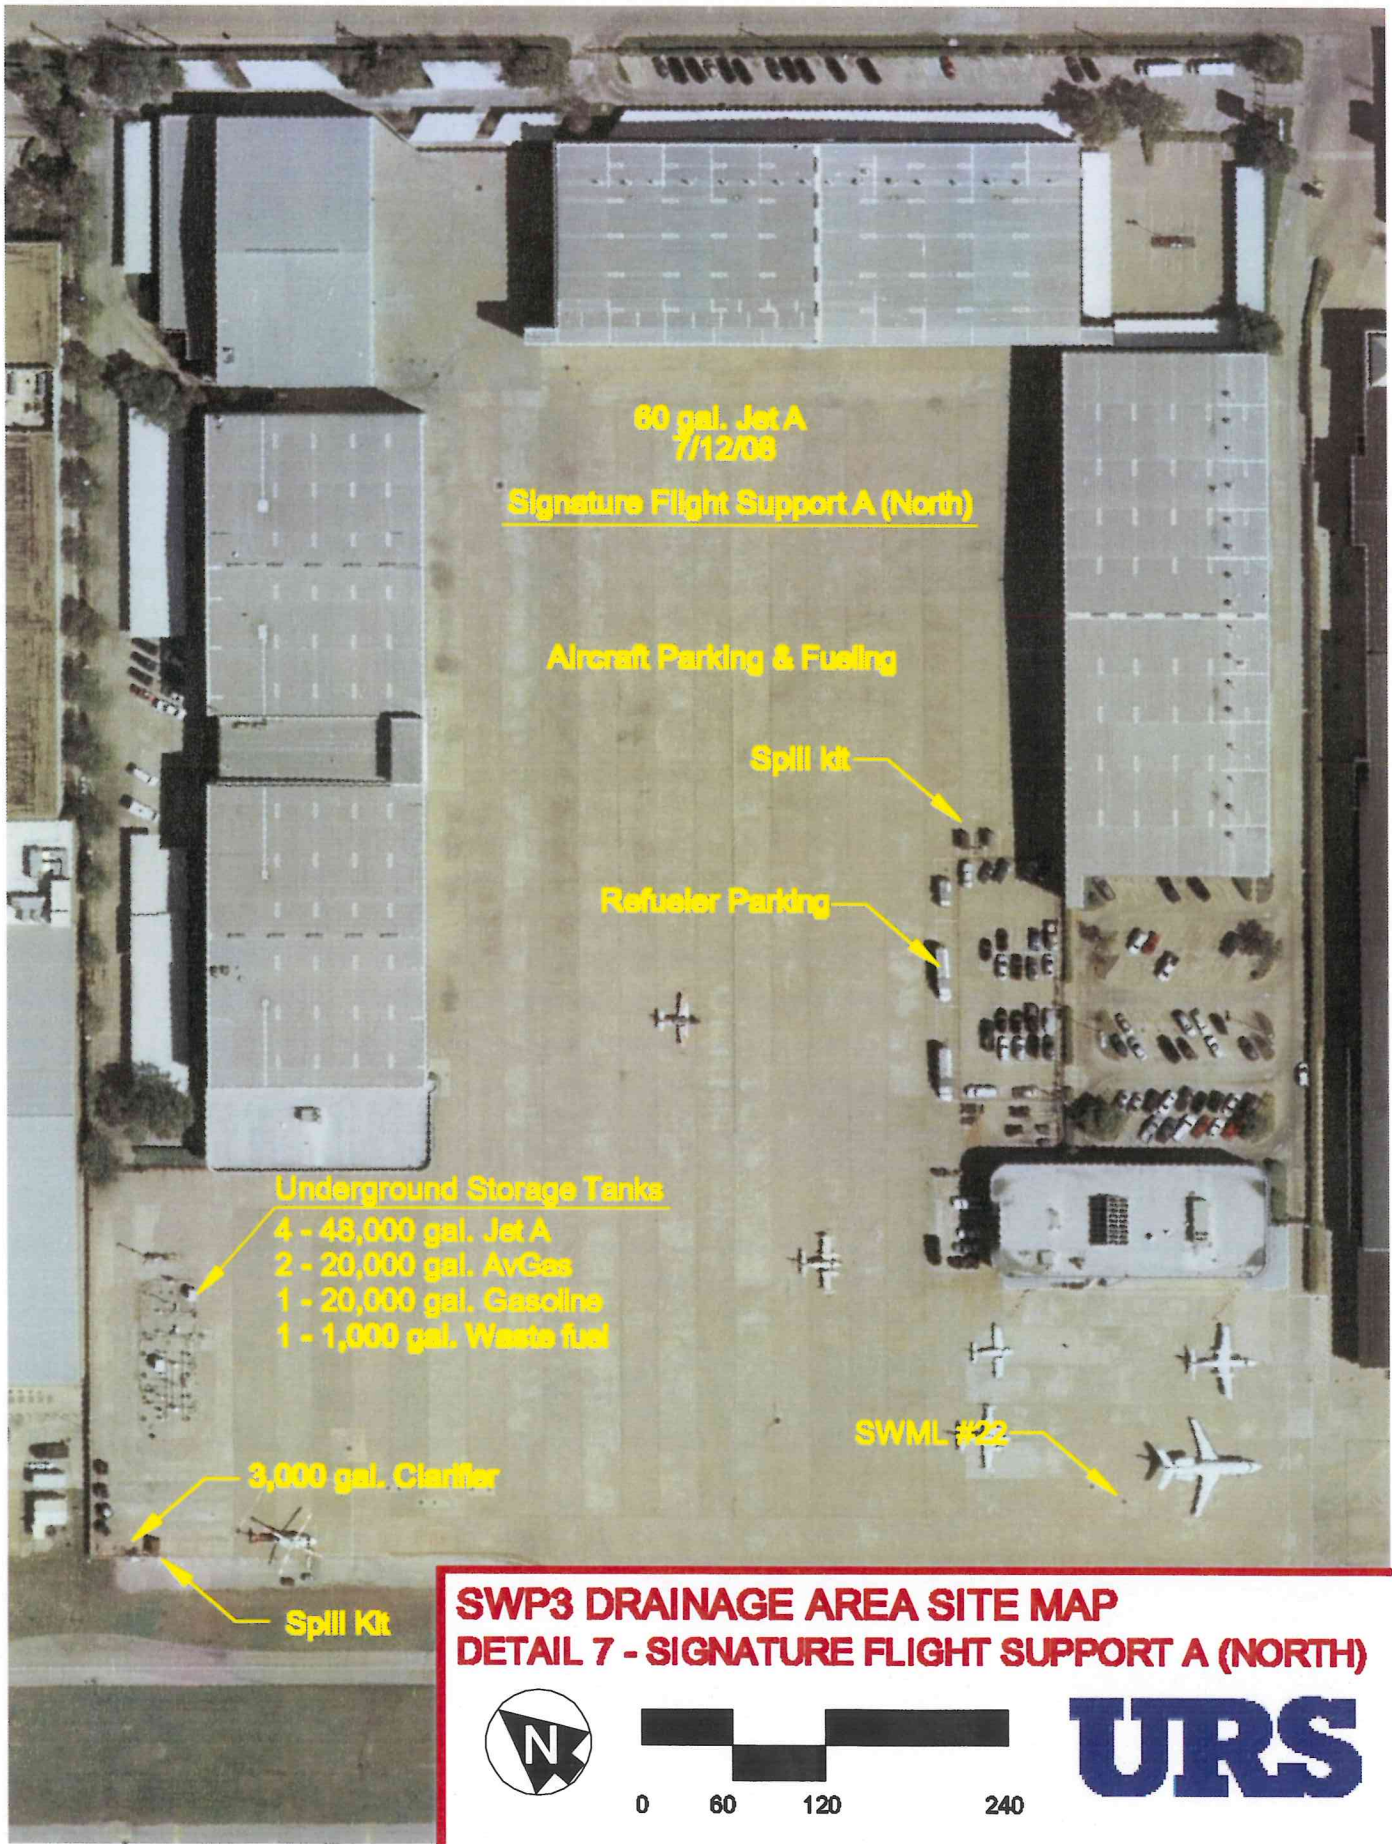 60 gal. Jet A
7/12/08
Signature Flight Support A (North)
Aircraft Parking & Fueling
Spill kit
Refueler Parking
Underground Storage Tanks
4 - 48,000 gal. Jet A
2 - 20,000 gal. AvGas
1 - 20,000 gal. Gasoline
1 - 1,000 gal. Waste fuel
SWML #22
3,000 gal. Clarifier
Spill Kit
SWP3 DRAINAGE AREA SITE MAP
DETAIL 7 - SIGNATURE FLIGHT SUPPORT A (NORTH)
N
0 60 120 240
URS